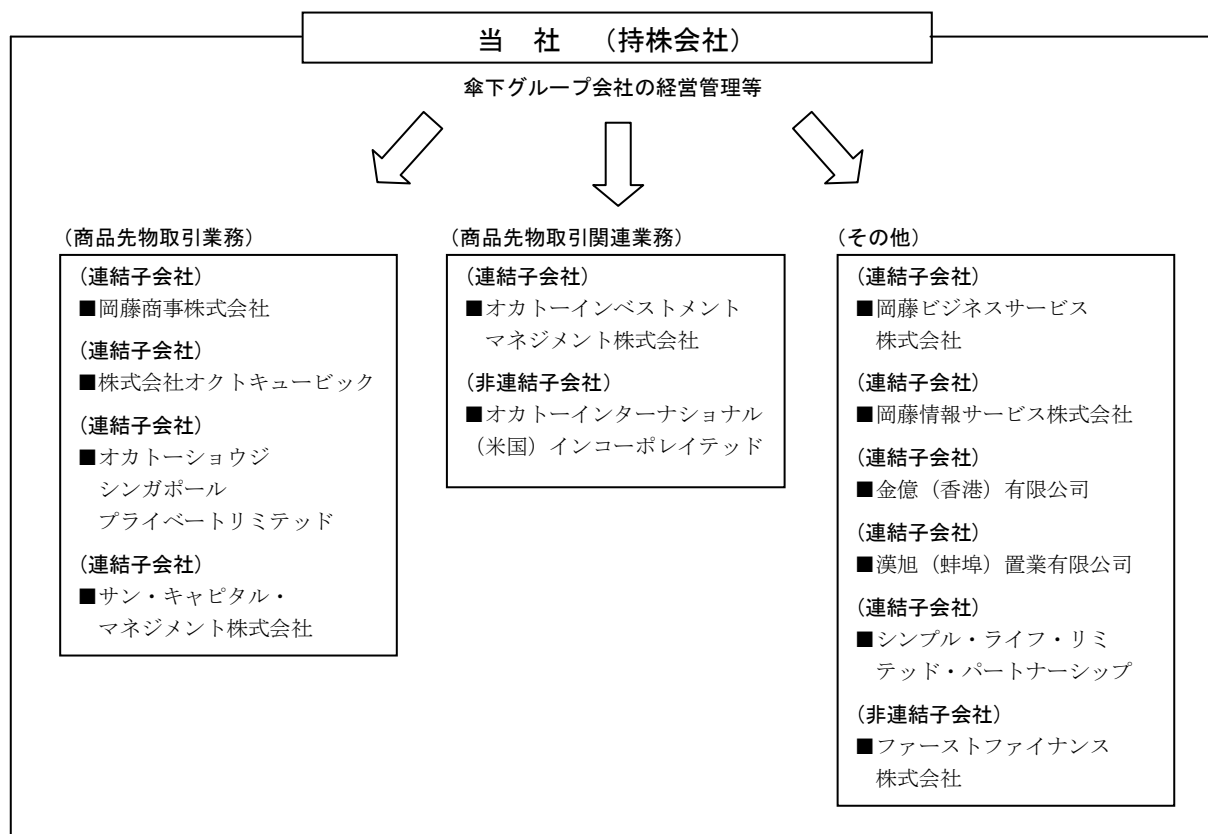 当 社 （持株会社）
傘下グループ会社の経営管理等
（商品先物取引業務）
（連結子会社）
■岡藤商事株式会社
（連結子会社）
■株式会社オクトキュービック
（連結子会社）
■オカトーショウジ
シンガポール
プライベートリミテッド
（連結子会社）
■サン・キャピタル・
マネジメント株式会社
（商品先物取引関連業務）
（連結子会社）
■オカトーインベストメント
マネジメント株式会社
（非連結子会社）
■オカトーインターナショナル
（米国）インコーポレイテッド
（その他）
（連結子会社）
■岡藤ビジネスサービス
株式会社
（連結子会社）
■岡藤情報サービス株式会社
（連結子会社）
■金億（香港）有限公司
（連結子会社）
■漢旭（蚌埠）置業有限公司
（連結子会社）
■シンプル・ライフ・リミ
テッド・パートナーシップ
（非連結子会社）
■ファーストファイナンス
株式会社